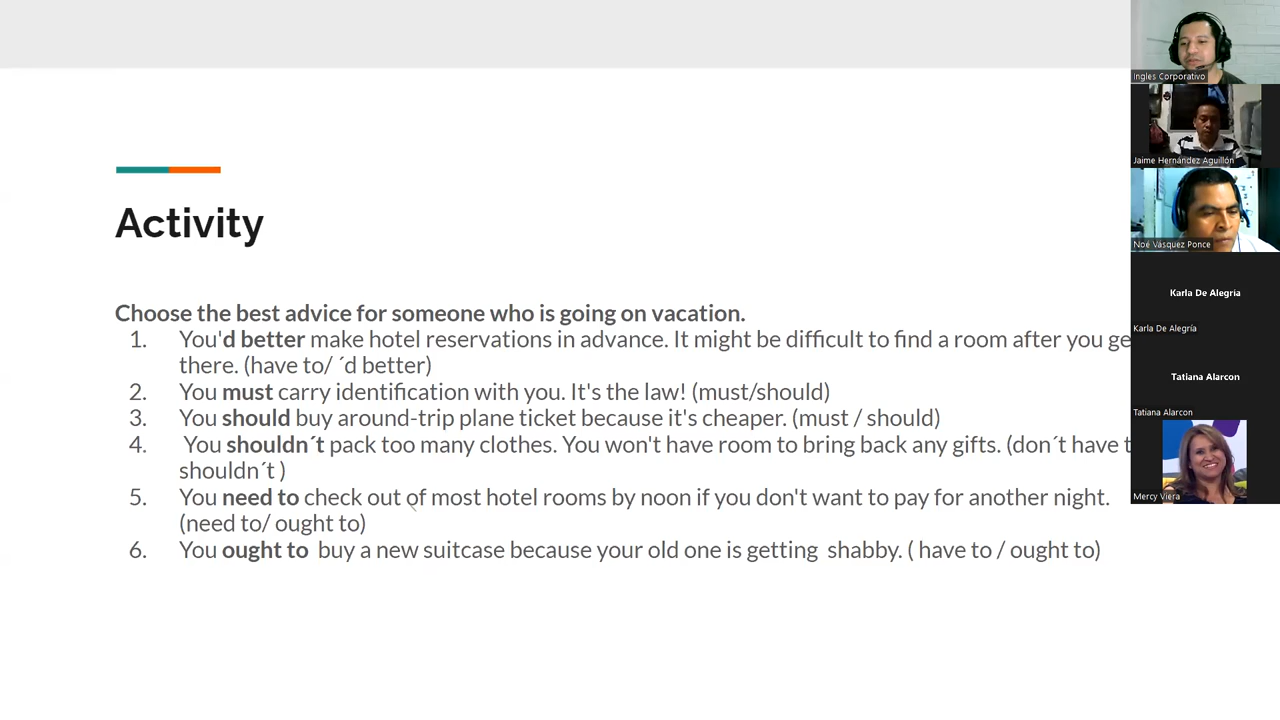 Activity
Choose the best advice for someone who is going on vacation.
1. You'd better make hotel reservations in advance. It might be difficult to find a room after you ge
there. (have to/ ´d better)
2. You must carry identification with you. It's the law! (must/should)
3. You should buy around-trip plane ticket because it's cheaper. (must / should)
4. You shouldn´t pack too many clothes. You won't have room to bring back any gifts. (don´t have t
shouldn´t )
5. You need to check out of most hotel rooms by noon if you don't want to pay for another night.
(need to/ ought to)
6. You ought to buy a new suitcase because your old one is getting shabby. ( have to / ought to)
Ingles Corporativo
Jaime Hernández Aguillón
Noé Vásquez Ponce
Karla De Alegría
Karla De Alegría
Tatiana Alarcon
Tatiana Alarcon
Mercy Viera